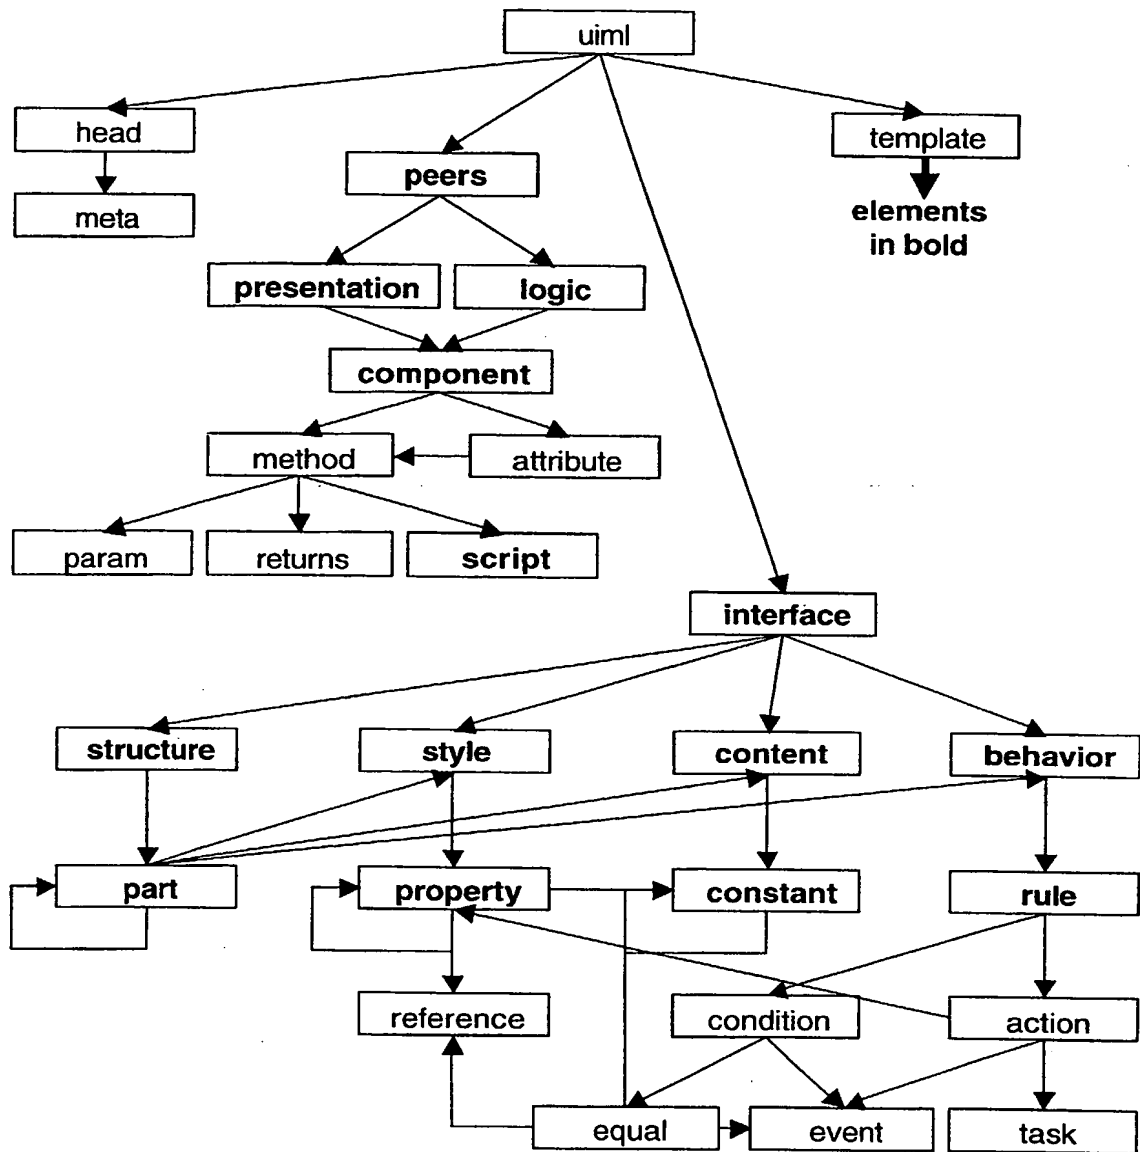 uiml
head
template
peers
meta
elements
in bold
presentation
logic
component
method
attribute
param
returns
script
interface
structure
style
content
behavior
part
property
constant
rule
reference
condition
action
equal
event
task